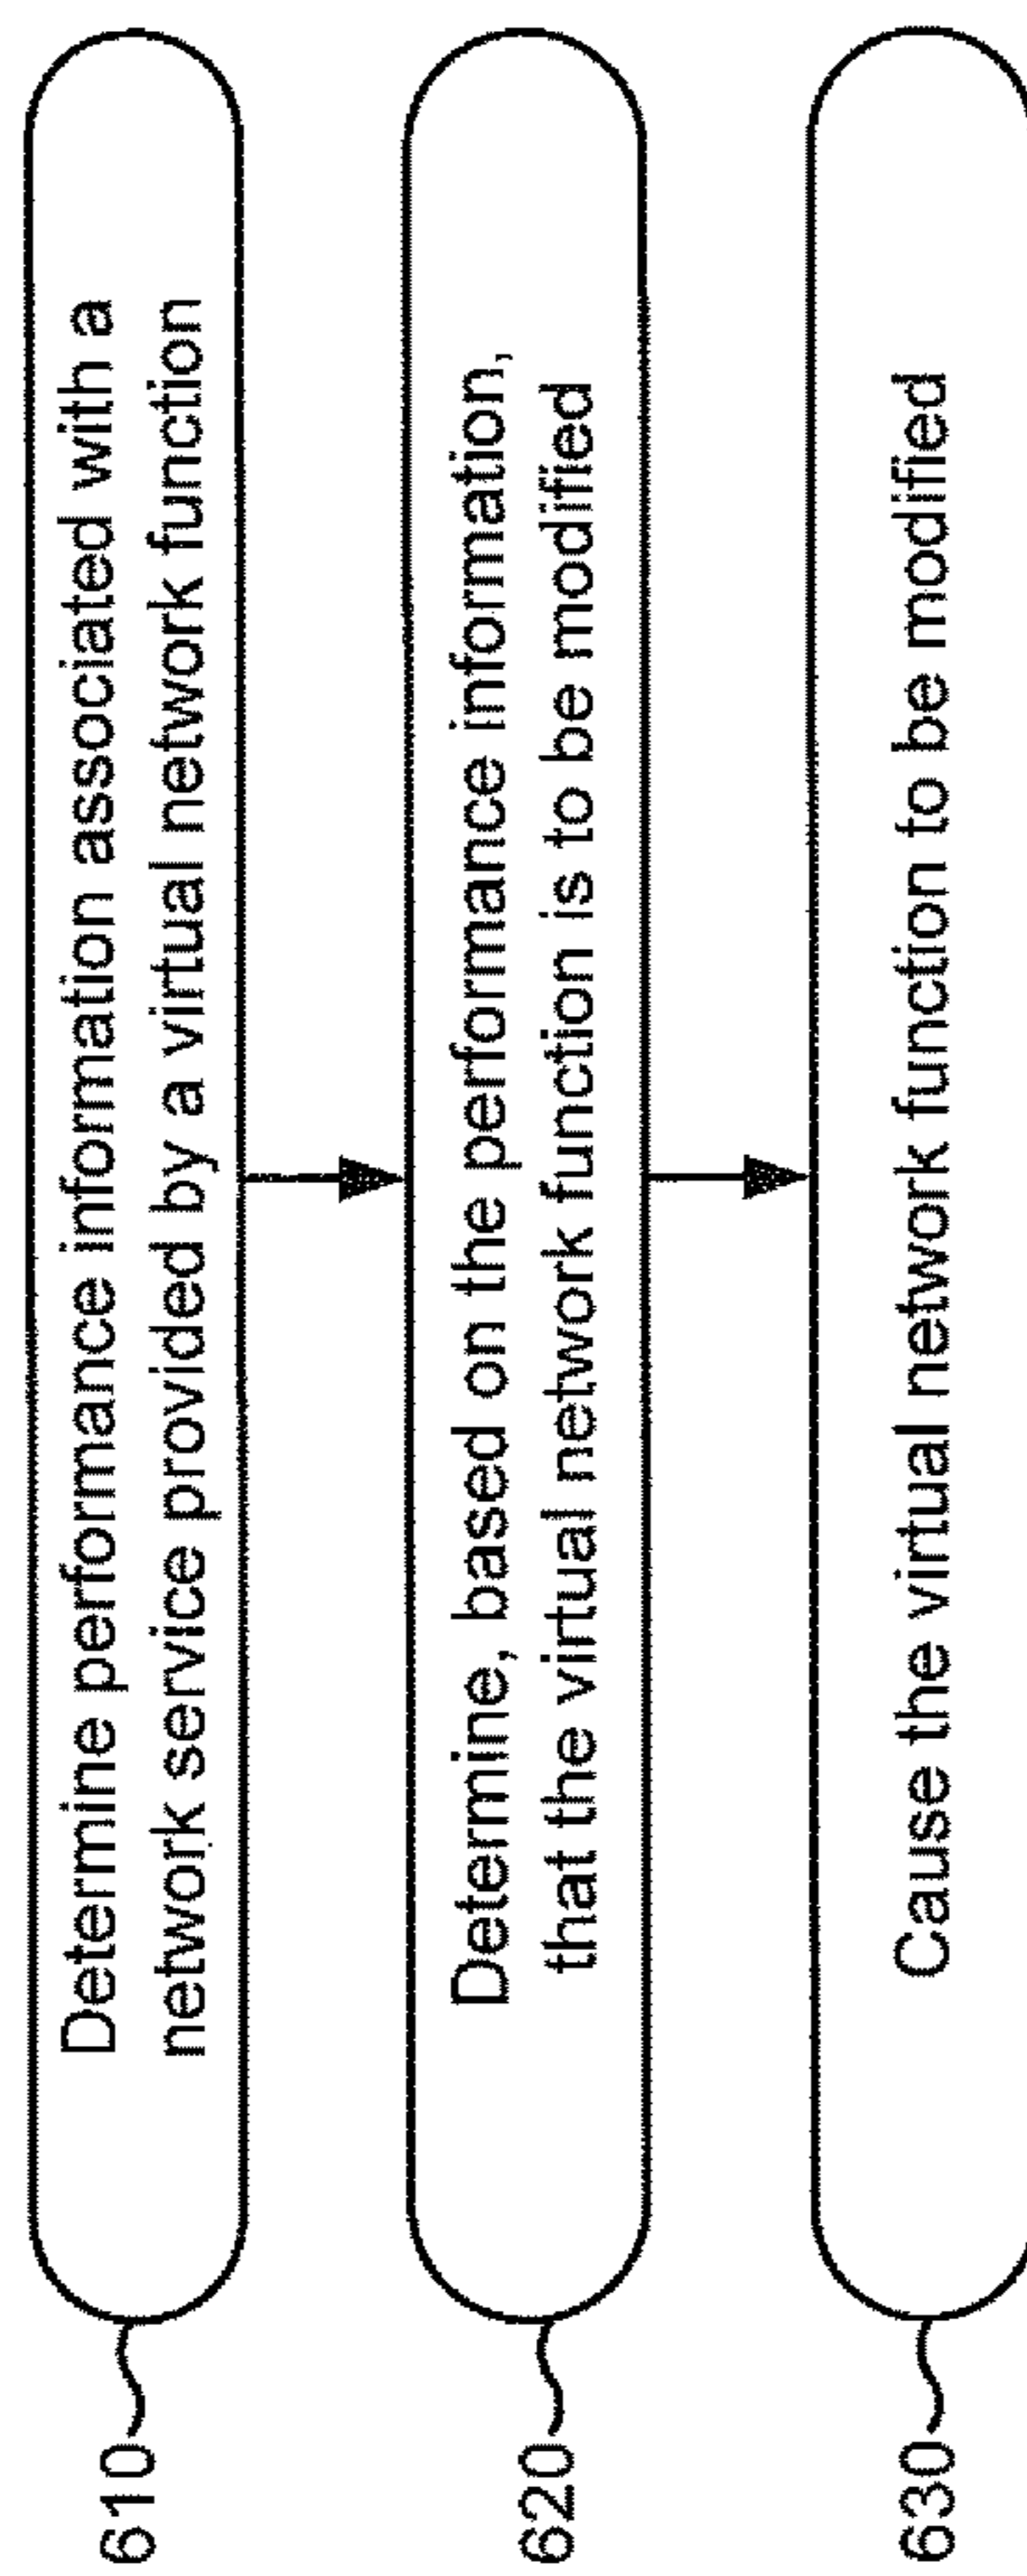 610
Determine performance information associated with a
network service provided by a virtual network function
620
Determine, based on the performance information,
that the virtual network function is to be modified
630
Cause the virtual network function to be modified